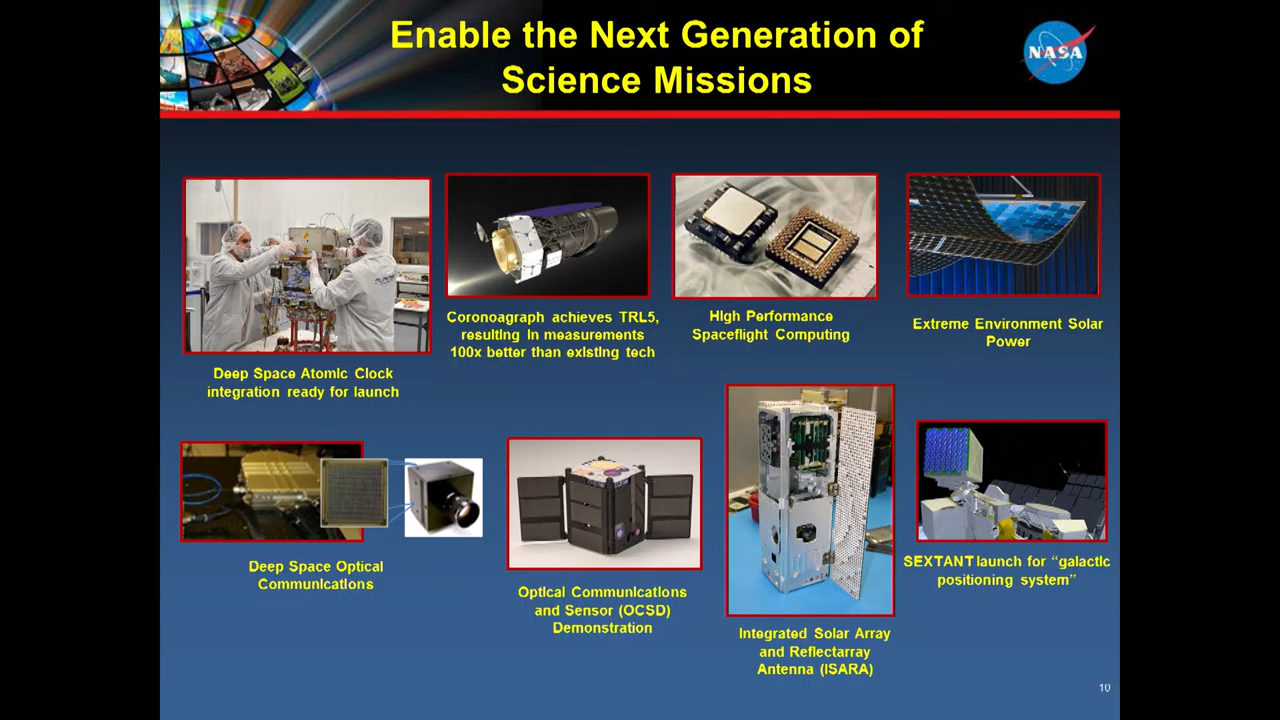 Enable the Next Generation of
Science Missions
NASA
Deep Space Atomic Clock
integration ready for launch
Coronoagraph achieves TRL5,
resulting in measurements
100x better than existing tech
High Performance
Spaceflight Computing
Extreme Environment Solar
Power
Deep Space Optical
Communications
Optical Communications
and Sensor (OCSD)
Demonstration
Integrated Solar Array
and Reflectarray
Antenna (ISARA)
SEXTANT launch for “galactic
positioning system”
10